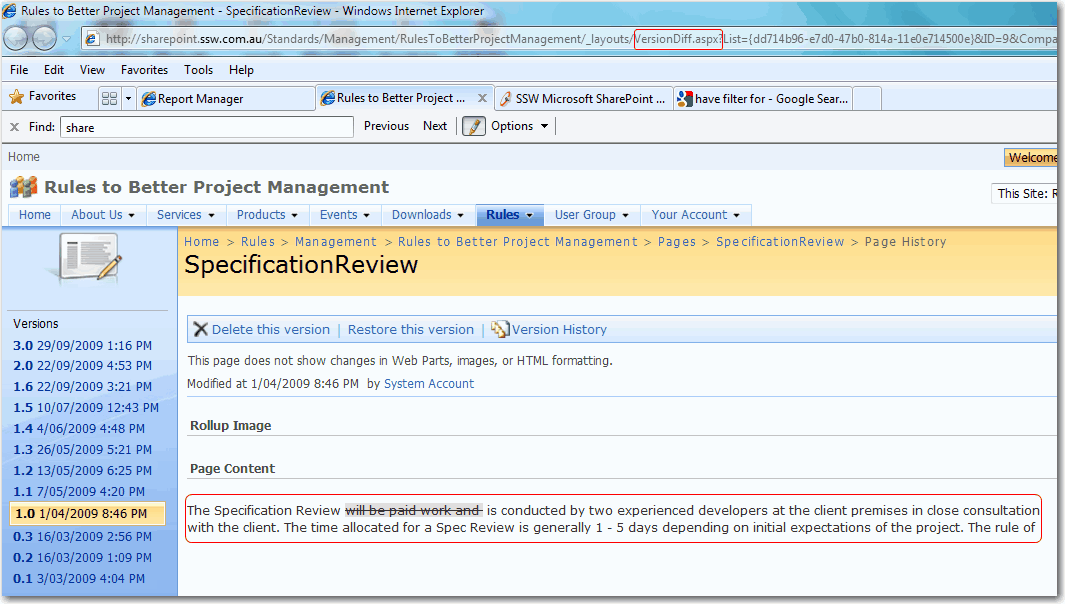 Rules to Better Project Management - SpecificationReview - Windows Internet Explorer
http://sharepoint.ssw.com.au/Standards/Management/RulesToBetterProjectManagement/_layouts/VersionDiff.aspx?List={dd714b96-e7d0-47b0-814a-11e0e714500e}&ID=9&Compa
File Edit View Favorites Tools Help
Favorites Report Manager Rules to Better Project ... SSW Microsoft SharePoint ... have filter for - Google Sear...
Find: share Previous Next Options
Home Welcome
Rules to Better Project Management
This Site: R
Home About Us Services Products Events Downloads Rules User Group Your Account
Home > Rules > Management > Rules to Better Project Management > Pages > SpecificationReview > Page History
SpecificationReview
Versions
3.0 29/09/2009 1:16 PM
2.0 22/09/2009 4:53 PM
1.6 22/09/2009 3:21 PM
1.5 10/07/2009 12:43 PM
1.4 4/06/2009 4:48 PM
1.3 26/05/2009 5:21 PM
1.2 13/05/2009 6:25 PM
1.1 7/05/2009 4:20 PM
1.0 1/04/2009 8:46 PM
0.3 16/03/2009 2:56 PM
0.2 16/03/2009 1:09 PM
0.1 3/03/2009 4:04 PM
Delete this version | Restore this version | Version History
This page does not show changes in Web Parts, images, or HTML formatting.
Modified at 1/04/2009 8:46 PM by System Account
Rollup Image
Page Content
The Specification Review will be paid work and is conducted by two experienced developers at the client premises in close consultation
with the client. The time allocated for a Spec Review is generally 1 - 5 days depending on initial expectations of the project. The rule of